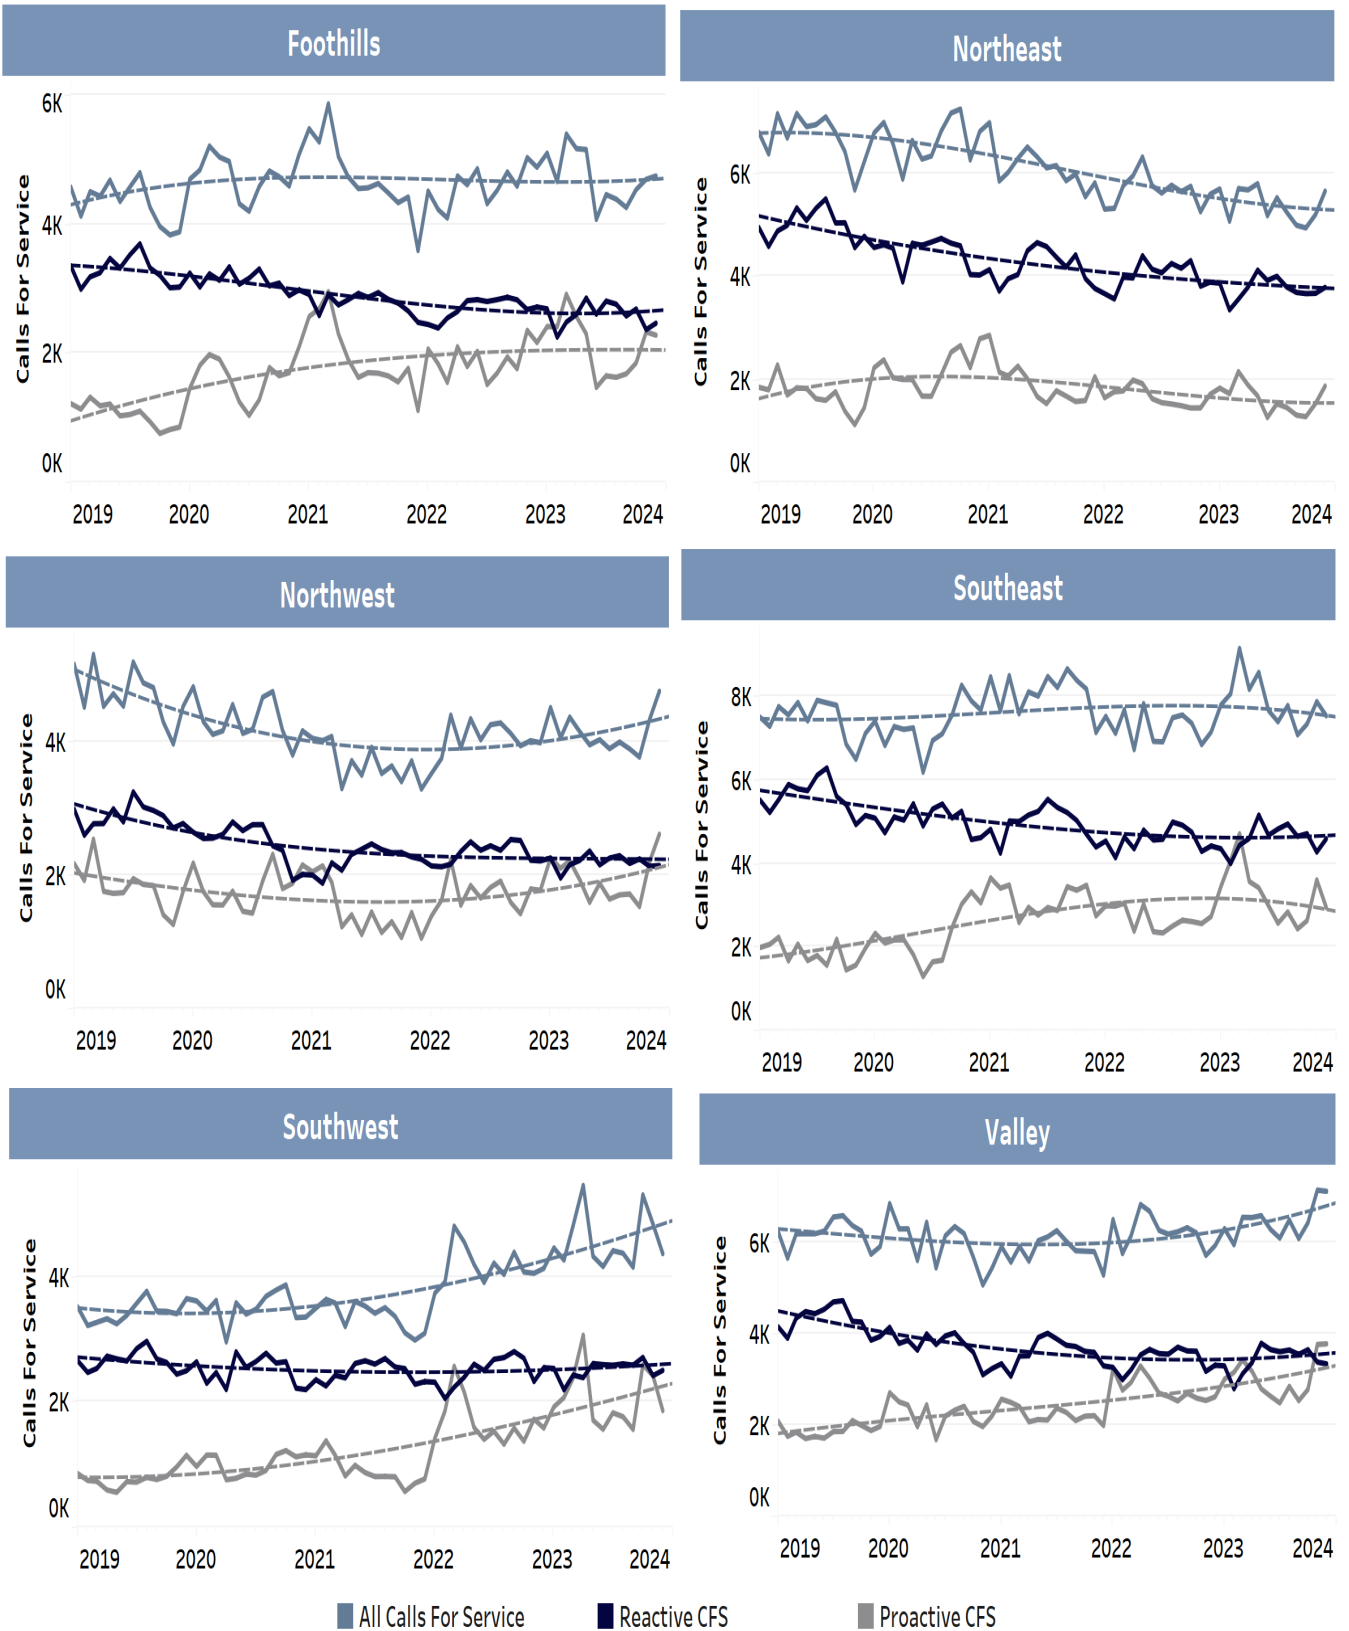 Foothills
Calls For Service
6K
4K
2K
0K
2019 2020 2021 2022 2023 2024
Northeast
Calls For Service
6K
4K
2K
0K
2019 2020 2021 2022 2023 2024
Northwest
Calls For Service
4K
2K
0K
2019 2020 2021 2022 2023 2024
Southeast
Calls For Service
8K
6K
4K
2K
0K
2019 2020 2021 2022 2023 2024
Southwest
Calls For Service
4K
2K
0K
2019 2020 2021 2022 2023 2024
Valley
Calls For Service
6K
4K
2K
0K
2019 2020 2021 2022 2023 2024
All Calls For Service Reactive CFS Proactive CFS